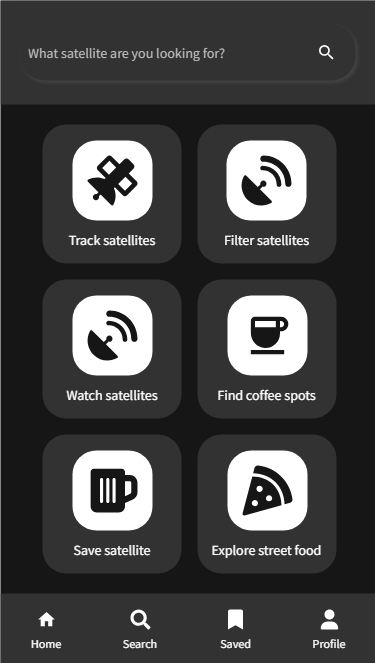 What satellite are you looking for?
Track satellites
Filter satellites
Watch satellites
Find coffee spots
Save satellite
Explore street food
Home
Search
Saved
Profile